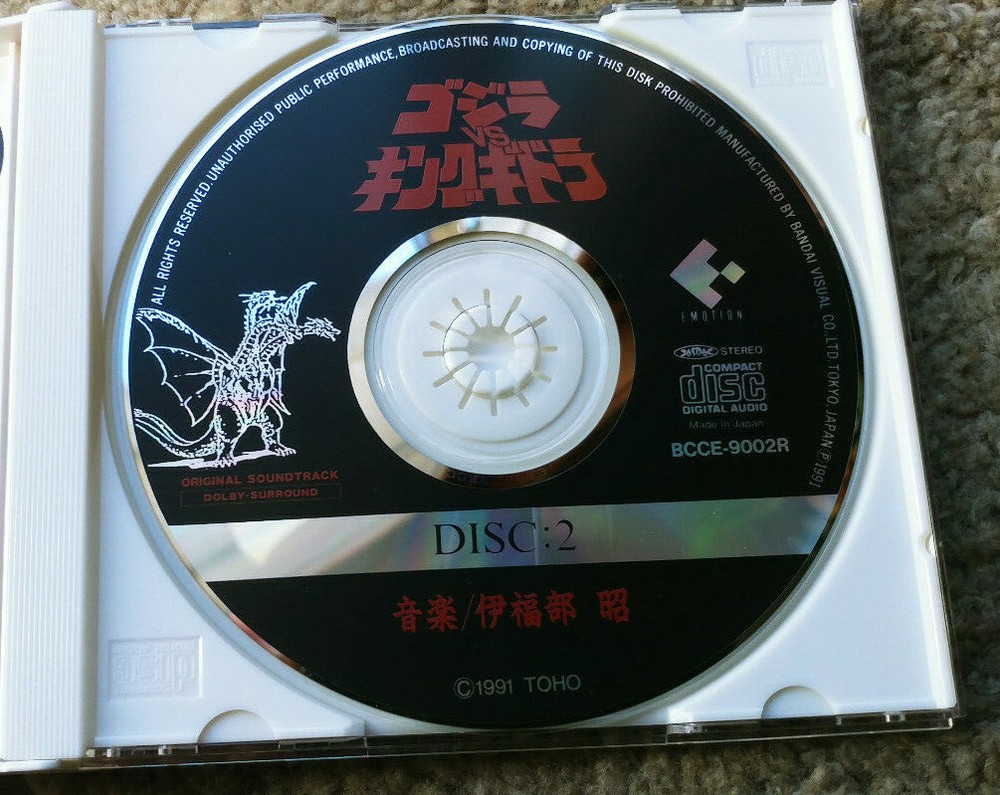 ALL RIGHTS RESERVED. UNAUTHORISED PUBLIC PERFORMANCE, BROADCASTING AND COPYING OF THIS DISK PROHIBITED MANUFACTURED BY BANDAI VISUAL CO., LTD. TOKYO JAPAN Ⓟ 1991
ゴジラ
VS
キングギドラ
EMOTION
STEREO
COMPACT
disc
DIGITAL AUDIO
Made in Japan
BCCE-9002R
ORIGINAL SOUNDTRACK
DOLBY-SURROUND
DISC:2
音楽/伊福部 昭
©1991 TOHO
disc